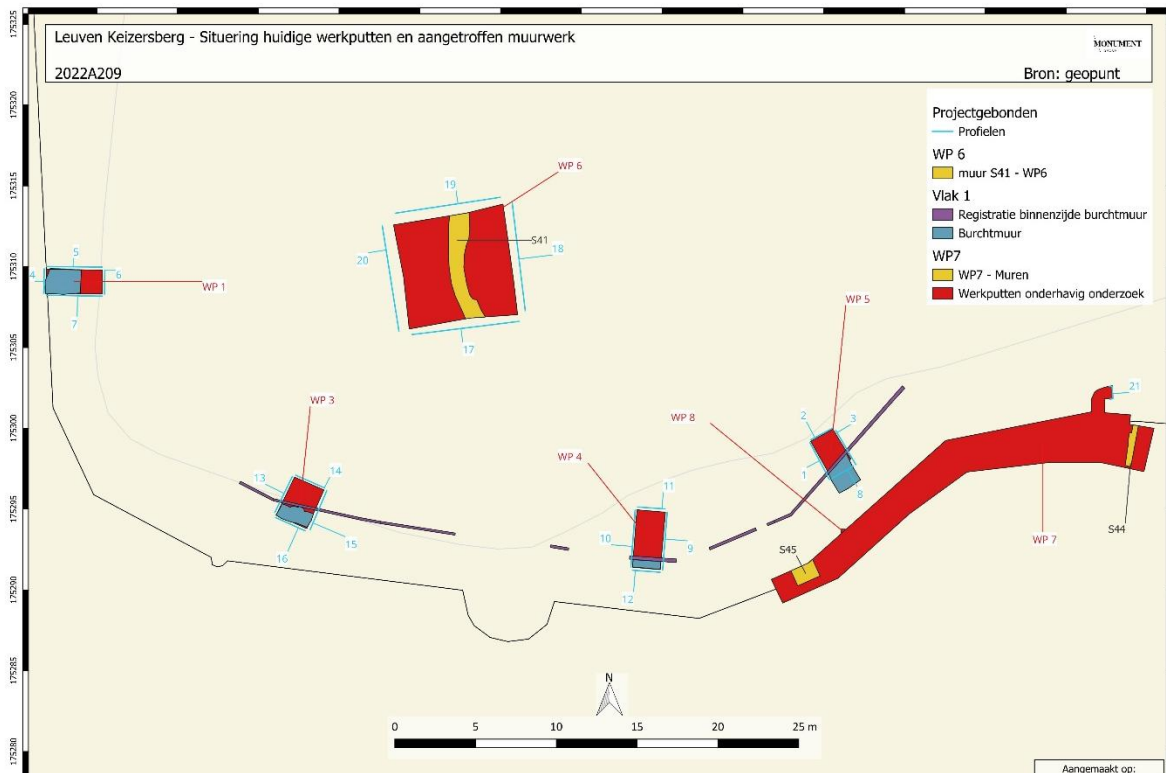 Leuven Keizersberg - Situering huidige werkputten en aangetroffen muurwerk
MONUMENT
2022A209
Bron: geopunt
Projectgebonden
Profielen
WP 6
muur S41 - WP6
Vlak 1
Registratie binnenzijde burchtmuur
Burchtmuur
WP7
WP7 - Muren
Werkputten onderhavig onderzoek
175325
175320
175315
175310
175305
175300
175295
175290
175285
175280
WP 6
19
S41
18
20
17
5
4
6
WP 1
7
WP 5
WP 3
14
13
15
16
WP 8
2
3
1
8
21
WP 4
11
10
9
12
S45
S44
WP 7
N
0 5 10 15 20 25 m
Aangemaakt op: